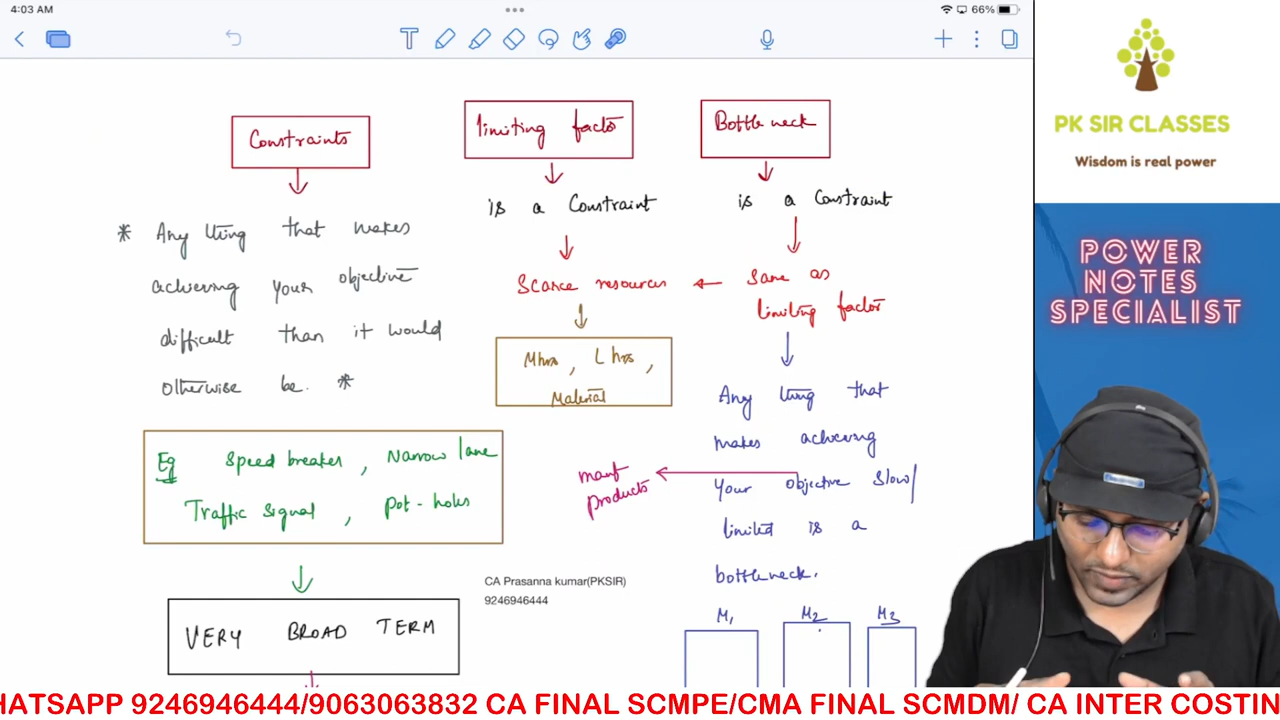 4:03 AM
66%
T
Constraints
* Any thing that makes
achieving your objective
difficult than it would
otherwise be. *
Eg Speed breaker, Narrow lane
Traffic signal, Pot-holes
VERY BROAD TERM
limiting factor
is a Constraint
Scarce resources
Mhrs, L hrs,
Material
Bottleneck
is a Constraint
Same as
limiting factor
Any thing that
makes achieving
your objective slow/
limited is a
bottleneck.
manf
products
M1 M2 M3
CA Prasanna kumar(PKSIR)
9246946444
PK SIR CLASSES
Wisdom is real power
POWER
NOTES
SPECIALIST
HATSAPP 9246946444/9063063832 CA FINAL SCMPE/CMA FINAL SCMDM/ CA INTER COSTIN